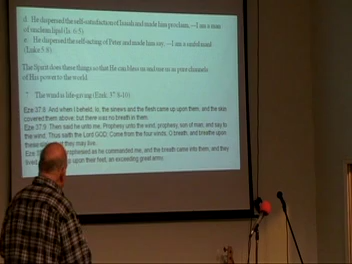 d. He dispersed the self-satisfaction of Isaiah and made him proclaim, —I am a man
of unclean lips! (Is. 6:5).
e. He dispersed the self-seeking of Peter and made him say, —I am a sinful man!
(Luke 5:8).
The Spirit does these things so that He can bless us and use us as pure channels
of His power to the world.
The wind is life-giving (Ezek. 37:8-10)
Eze 37:8 And when I beheld, lo, the sinews and the flesh came up upon them, and the skin
covered them above: but there was no breath in them.
Eze 37:9 Then said he unto me, Prophesy unto the wind, prophesy, son of man, and say to
the wind, Thus saith the Lord GOD; Come from the four winds, O breath, and breathe upon
these they may live.
Eze prophesied as he commanded me, and the breath came into them, and they
lived, up upon their feet, an exceeding great army.